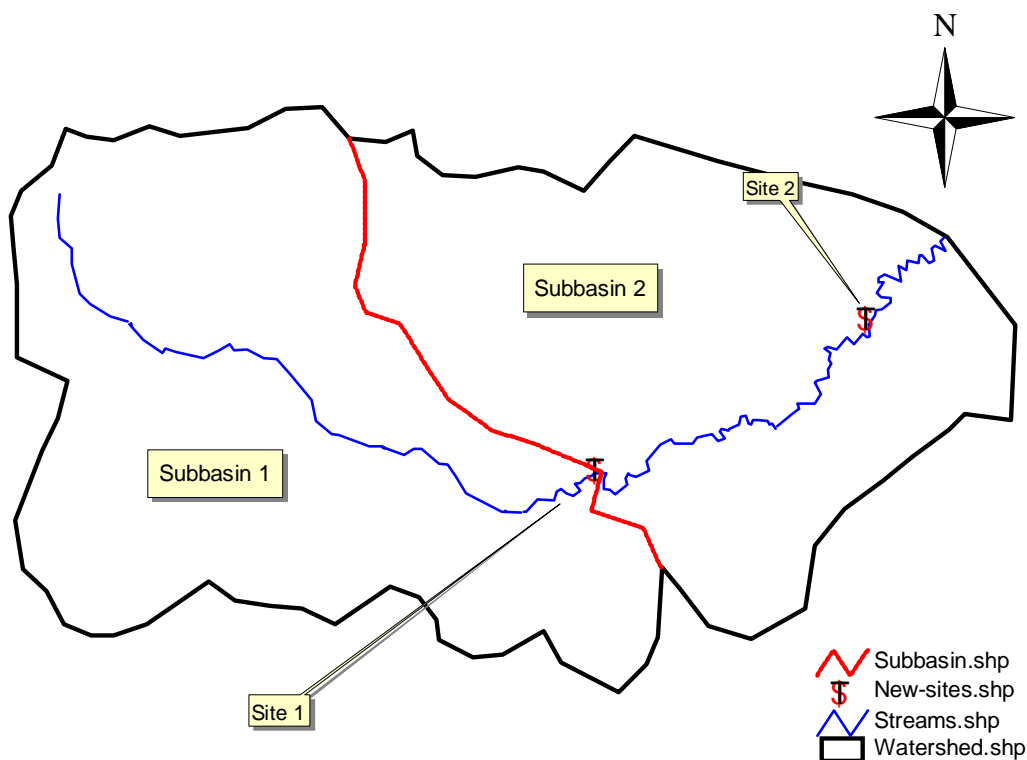 N
Site 2
Subbasin 2
Subbasin 1
Site 1
Subbasin.shp
New-sites.shp
Streams.shp
Watershed.shp